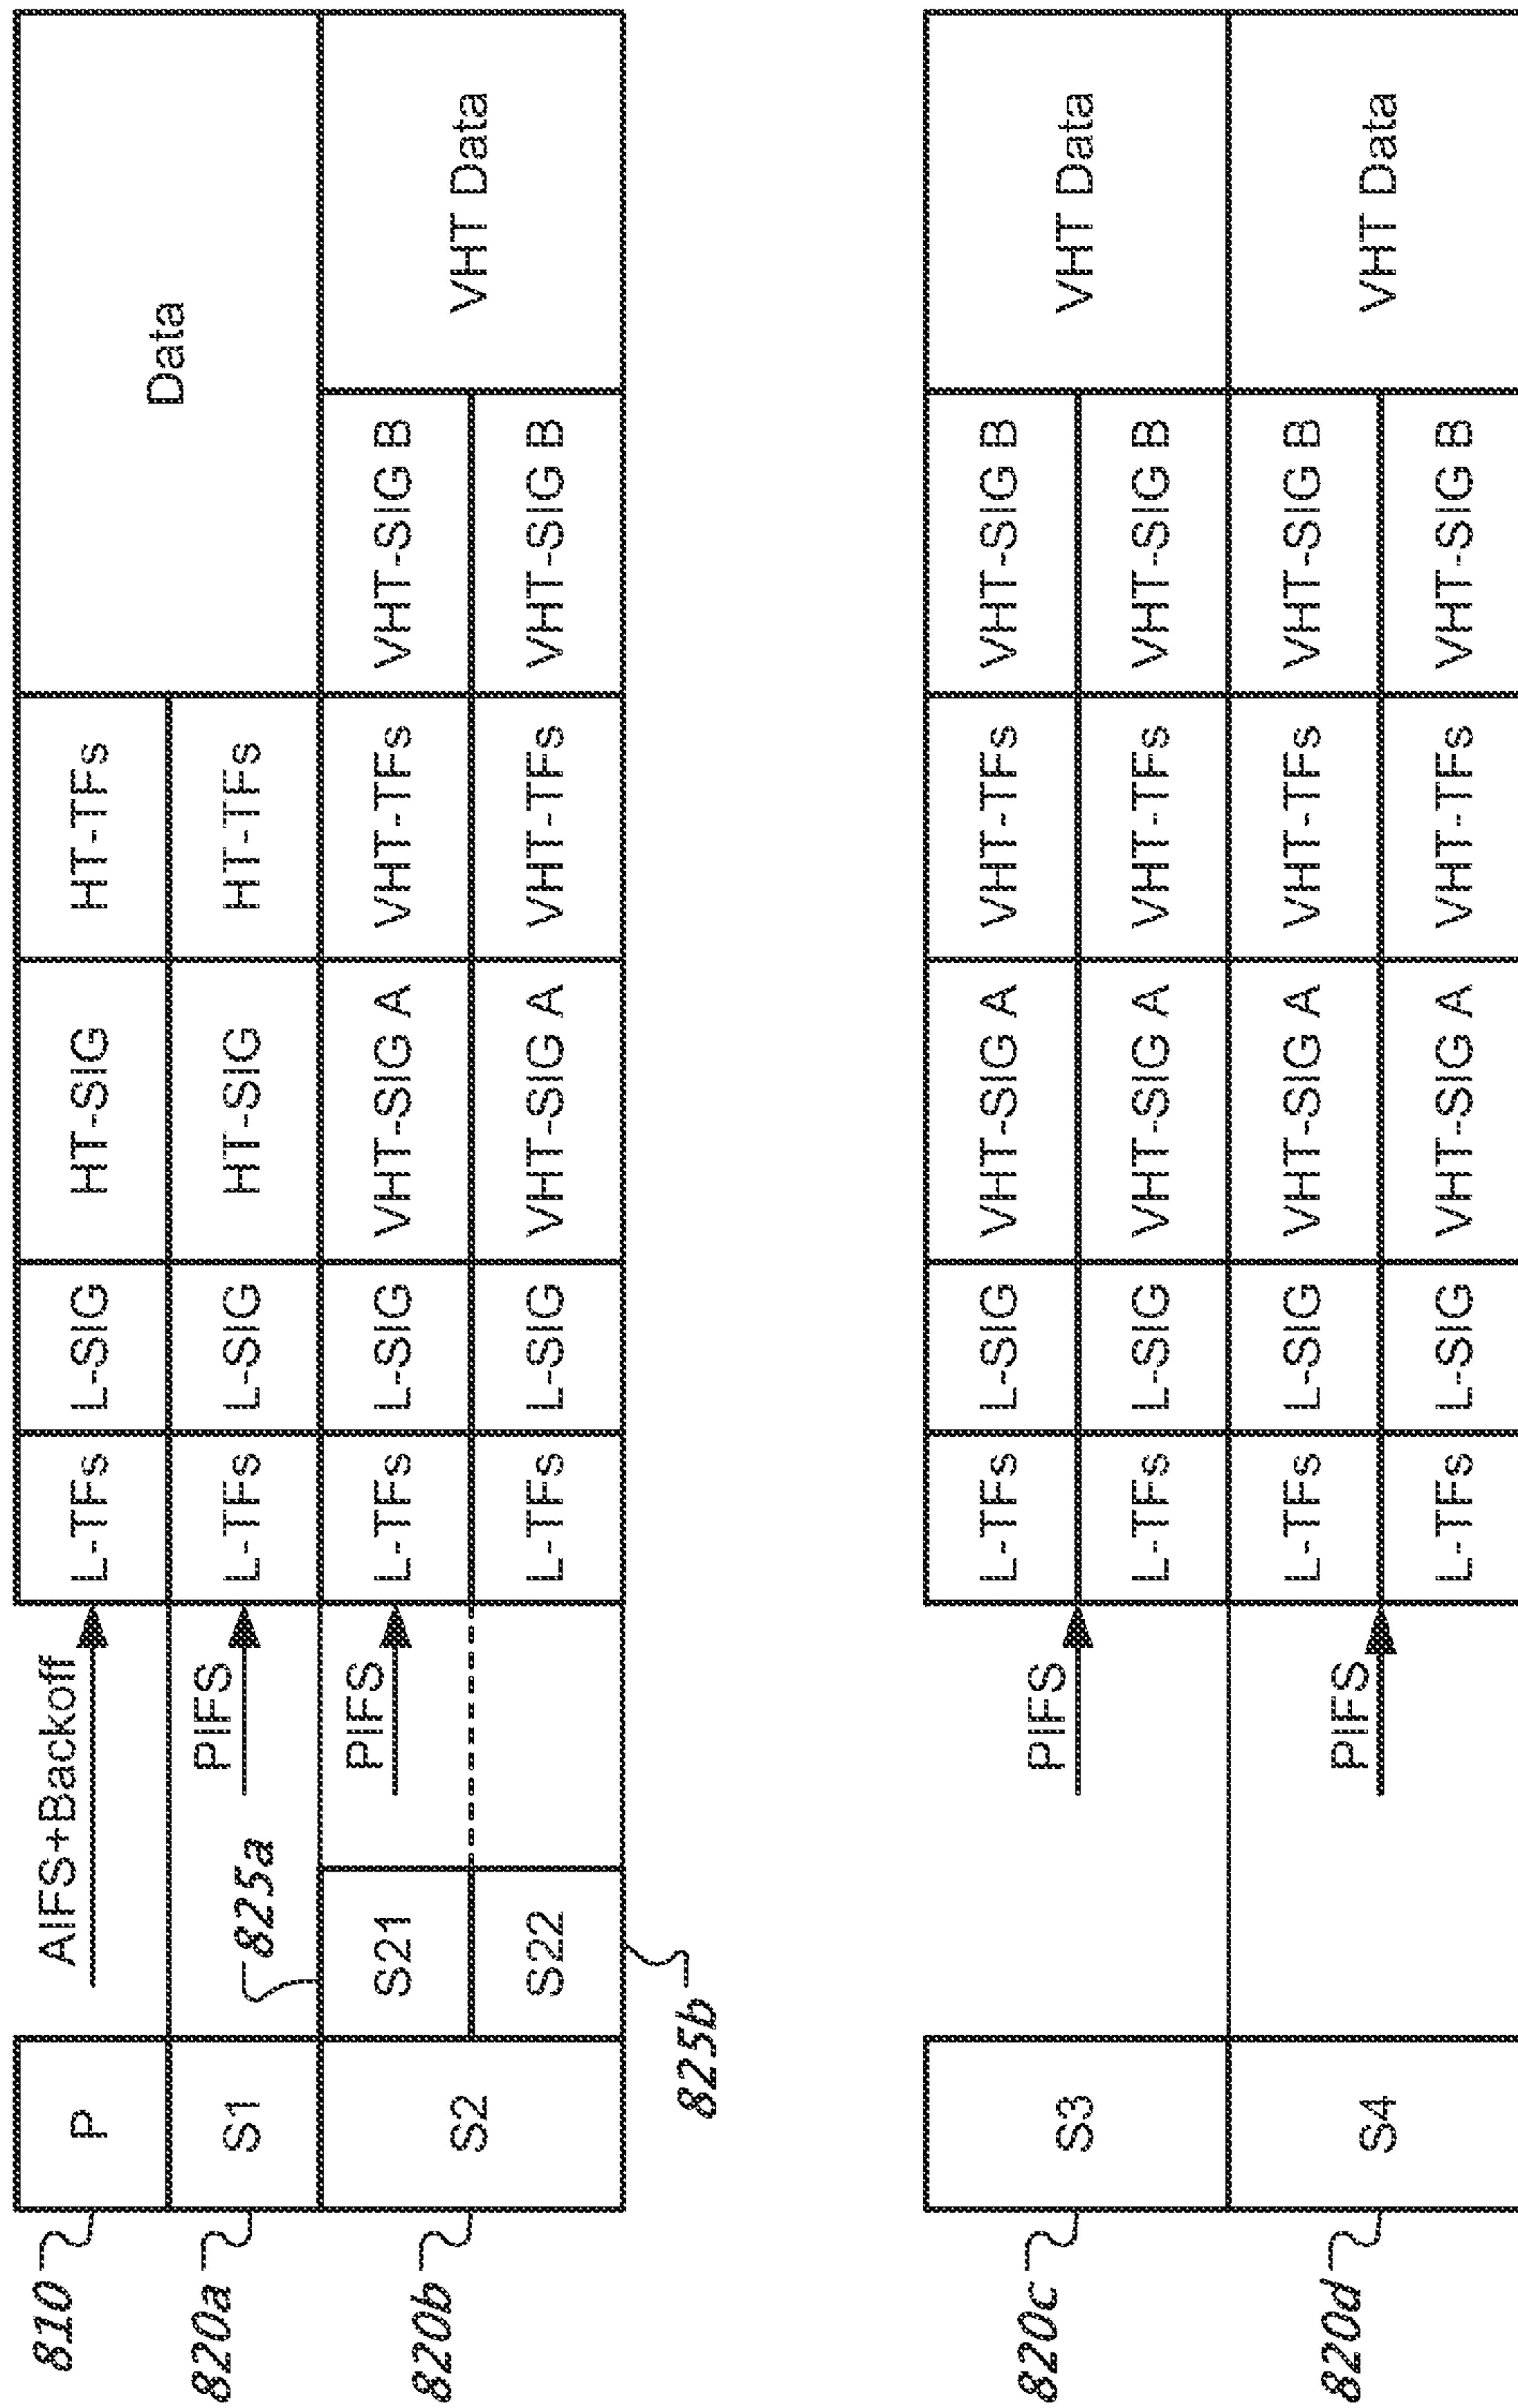 810 P AIFS+Backoff L-TFs L-SIG HT-SIG HT-TFs Data
820a S1 PIFS L-TFs L-SIG HT-SIG HT-TFs
825a
820b S2 S21 PIFS L-TFs L-SIG VHT-SIG A VHT-TFs VHT-SIG B VHT Data
S22 L-TFs L-SIG VHT-SIG A VHT-TFs VHT-SIG B
825b
820c S3 PIFS L-TFs L-SIG VHT-SIG A VHT-TFs VHT-SIG B VHT Data
L-TFs L-SIG VHT-SIG A VHT-TFs VHT-SIG B
820d S4 PIFS L-TFs L-SIG VHT-SIG A VHT-TFs VHT-SIG B VHT Data
L-TFs L-SIG VHT-SIG A VHT-TFs VHT-SIG B